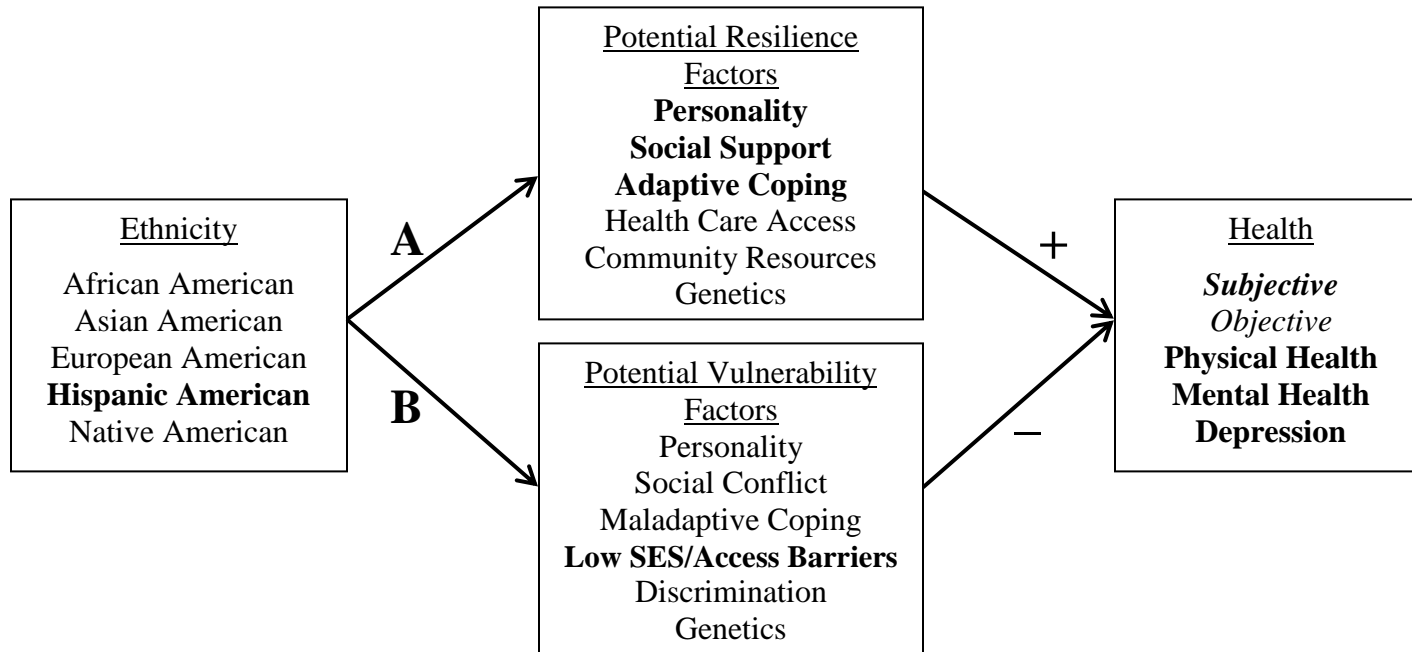 Ethnicity
African American
Asian American
European American
Hispanic American
Native American
A
B
Potential Resilience
Factors
Personality
Social Support
Adaptive Coping
Health Care Access
Community Resources
Genetics
Potential Vulnerability
Factors
Personality
Social Conflict
Maladaptive Coping
Low SES/Access Barriers
Discrimination
Genetics
+
–
Health
Subjective
Objective
Physical Health
Mental Health
Depression